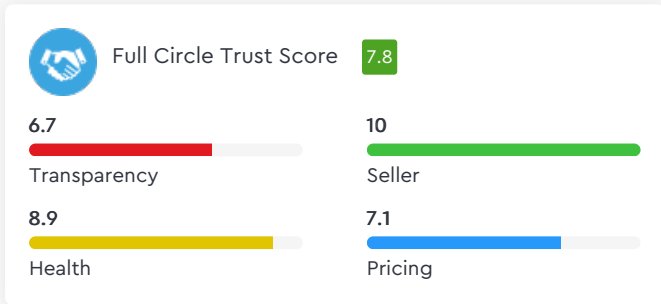 Full Circle Trust Score 7.8
6.7
Transparency
10
Seller
8.9
Health
7.1
Pricing